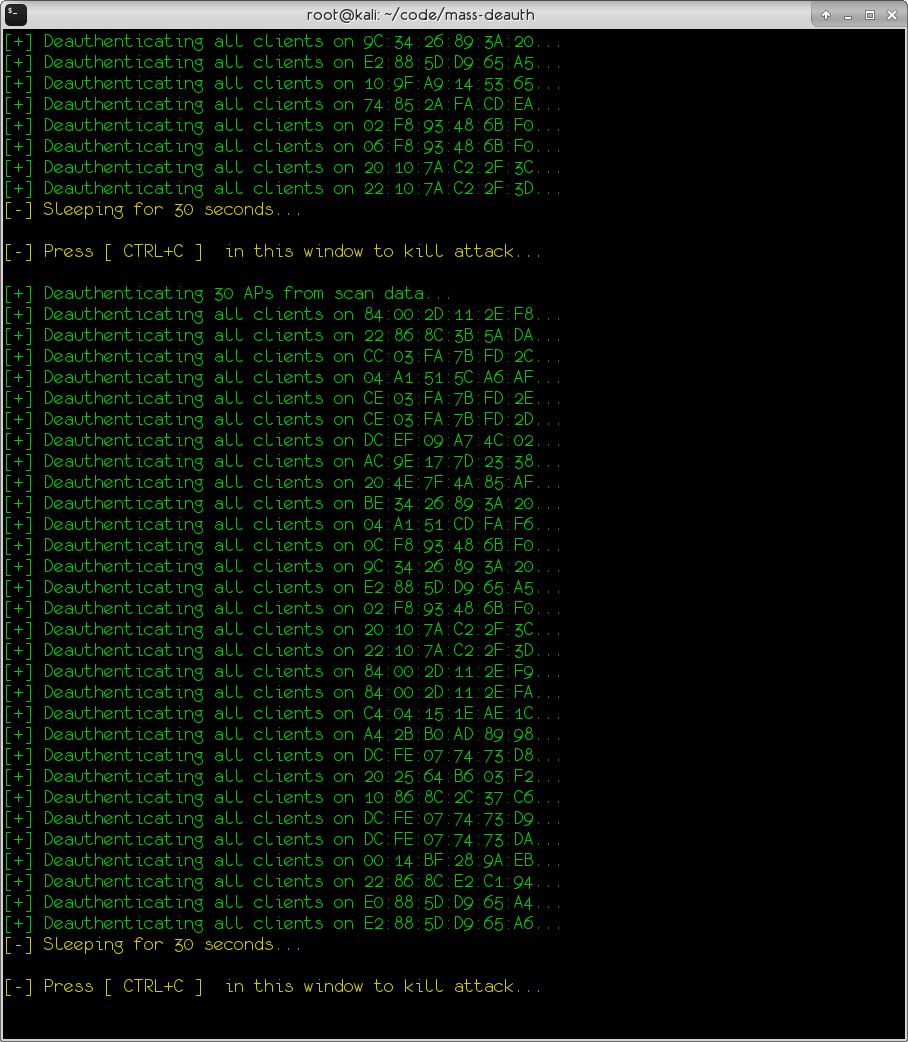 root@kali: ~/code/mass-deauth
[+] Deauthenticating all clients on 9C:34:26:89:3A:20...
[+] Deauthenticating all clients on E2:88:5D:D9:65:A5...
[+] Deauthenticating all clients on 10:9F:A9:14:53:65...
[+] Deauthenticating all clients on 74:85:2A:FA:CD:EA...
[+] Deauthenticating all clients on 02:F8:93:48:6B:F0...
[+] Deauthenticating all clients on 06:F8:93:48:6B:F0...
[+] Deauthenticating all clients on 20:10:7A:C2:2F:3C...
[+] Deauthenticating all clients on 22:10:7A:C2:2F:3D...
[-] Sleeping for 30 seconds...
[-] Press [ CTRL+C ]  in this window to kill attack...
[+] Deauthenticating 30 APs from scan data...
[+] Deauthenticating all clients on 84:00:2D:11:2E:F8...
[+] Deauthenticating all clients on 22:86:8C:3B:5A:DA...
[+] Deauthenticating all clients on CC:03:FA:7B:FD:2C...
[+] Deauthenticating all clients on 04:A1:51:5C:A6:AF...
[+] Deauthenticating all clients on CE:03:FA:7B:FD:2E...
[+] Deauthenticating all clients on CE:03:FA:7B:FD:2D...
[+] Deauthenticating all clients on DC:EF:09:A7:4C:02...
[+] Deauthenticating all clients on AC:9E:17:7D:23:38...
[+] Deauthenticating all clients on 20:4E:7F:4A:85:AF...
[+] Deauthenticating all clients on BE:34:26:89:3A:20...
[+] Deauthenticating all clients on 04:A1:51:CD:FA:F6...
[+] Deauthenticating all clients on 0C:F8:93:48:6B:F0...
[+] Deauthenticating all clients on 9C:34:26:89:3A:20...
[+] Deauthenticating all clients on E2:88:5D:D9:65:A5...
[+] Deauthenticating all clients on 02:F8:93:48:6B:F0...
[+] Deauthenticating all clients on 20:10:7A:C2:2F:3C...
[+] Deauthenticating all clients on 22:10:7A:C2:2F:3D...
[+] Deauthenticating all clients on 84:00:2D:11:2E:F9...
[+] Deauthenticating all clients on 84:00:2D:11:2E:FA...
[+] Deauthenticating all clients on C4:04:15:1E:AE:1C...
[+] Deauthenticating all clients on A4:2B:B0:AD:89:98...
[+] Deauthenticating all clients on DC:FE:07:74:73:D8...
[+] Deauthenticating all clients on 20:25:64:B6:03:F2...
[+] Deauthenticating all clients on 10:86:8C:2C:37:C6...
[+] Deauthenticating all clients on DC:FE:07:74:73:D9...
[+] Deauthenticating all clients on DC:FE:07:74:73:DA...
[+] Deauthenticating all clients on 00:14:BF:28:9A:EB...
[+] Deauthenticating all clients on 22:86:8C:E2:C1:94...
[+] Deauthenticating all clients on E0:88:5D:D9:65:A4...
[+] Deauthenticating all clients on E2:88:5D:D9:65:A6...
[-] Sleeping for 30 seconds...
[-] Press [ CTRL+C ]  in this window to kill attack...